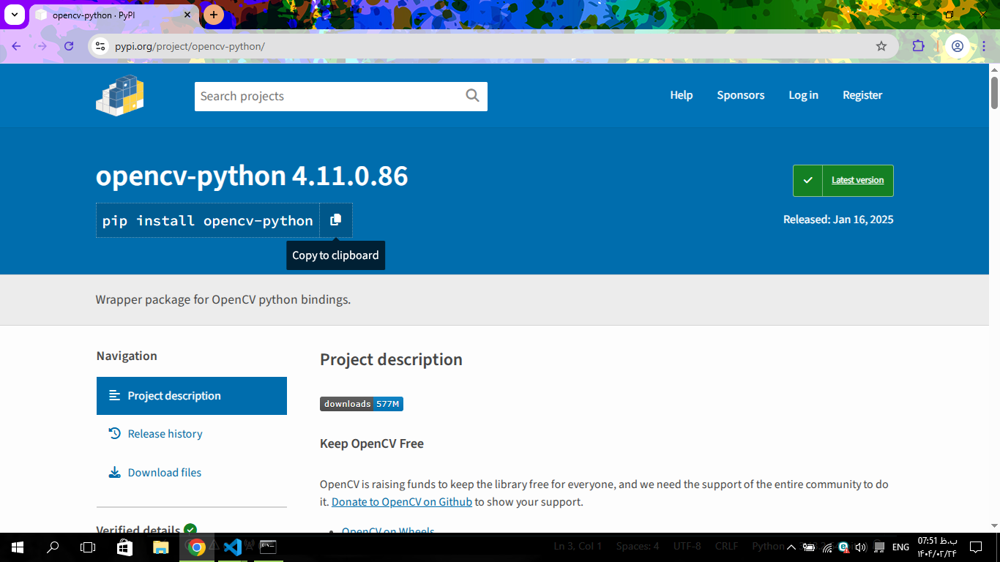 opencv-python · PyPI
pypi.org/project/opencv-python/
Search projects
Help
Sponsors
Log in
Register
opencv-python 4.11.0.86
pip install opencv-python
Copy to clipboard
Latest version
Released: Jan 16, 2025
Wrapper package for OpenCV python bindings.
Navigation
Project description
Release history
Download files
Verified details
Project description
downloads 577M
Keep OpenCV Free
OpenCV is raising funds to keep the library free for everyone, and we need the support of the entire community to do
it. Donate to OpenCV on Github to show your support.
OpenCV on Wheels
Ln 3, Col 1
Spaces: 4
UTF-8
CRLF
Python
ENG
07:51 ب.ظ
۱۴۰۴/۰۲/۲۴